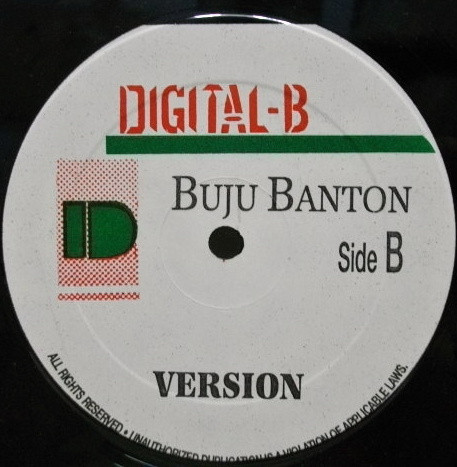 DIGITAL-B
D
BUJU BANTON
Side B
VERSION
ALL RIGHTS RESERVED • UNAUTHORIZED DUPLICATION IS A VIOLATION OF APPLICABLE LAWS.